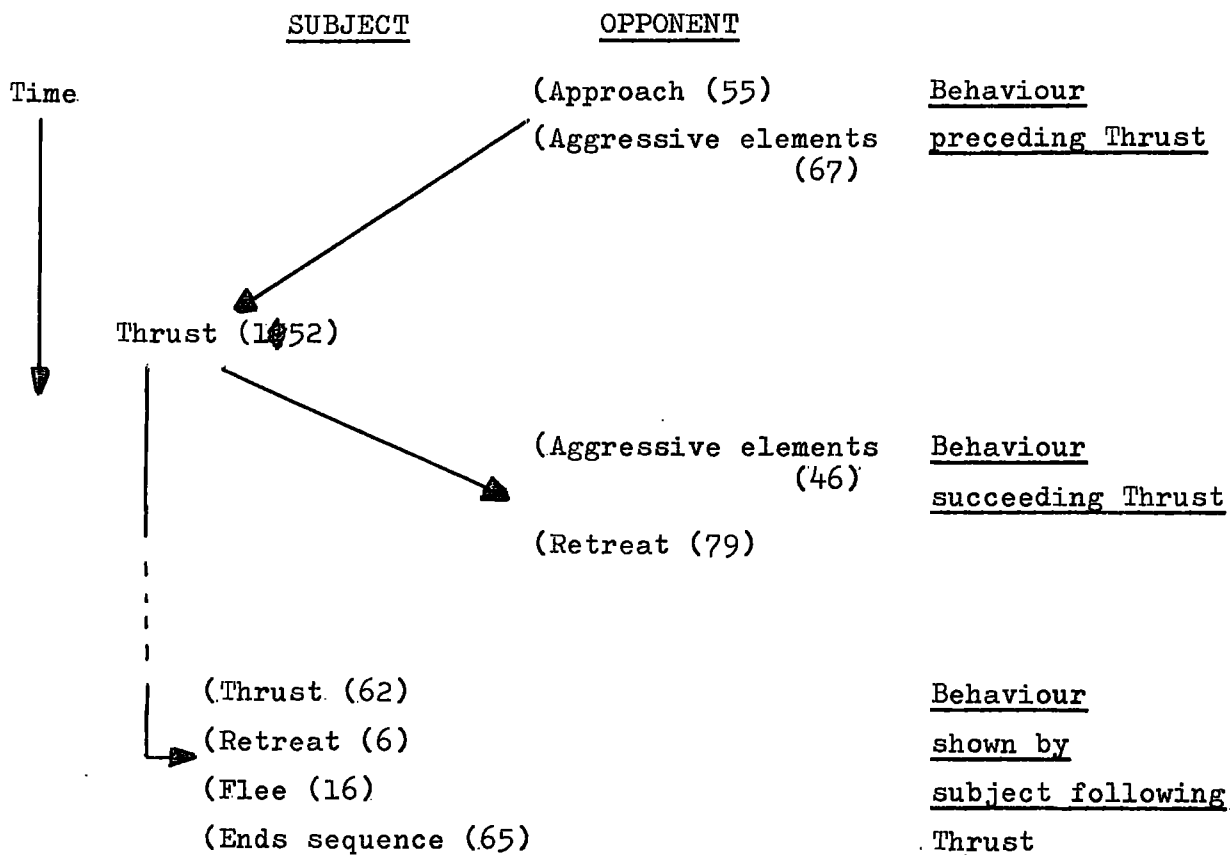 SUBJECT OPPONENT
Time (Approach (55) Behaviour
(Aggressive elements preceding Thrust
(67)
Thrust
(Aggressive elements Behaviour
(46)
succeeding Thrust
(Retreat (79)
(Thrust (62) Behaviour
(Retreat (6) shown by
(Flee (16) subject following
(Ends sequence (65) Thrust